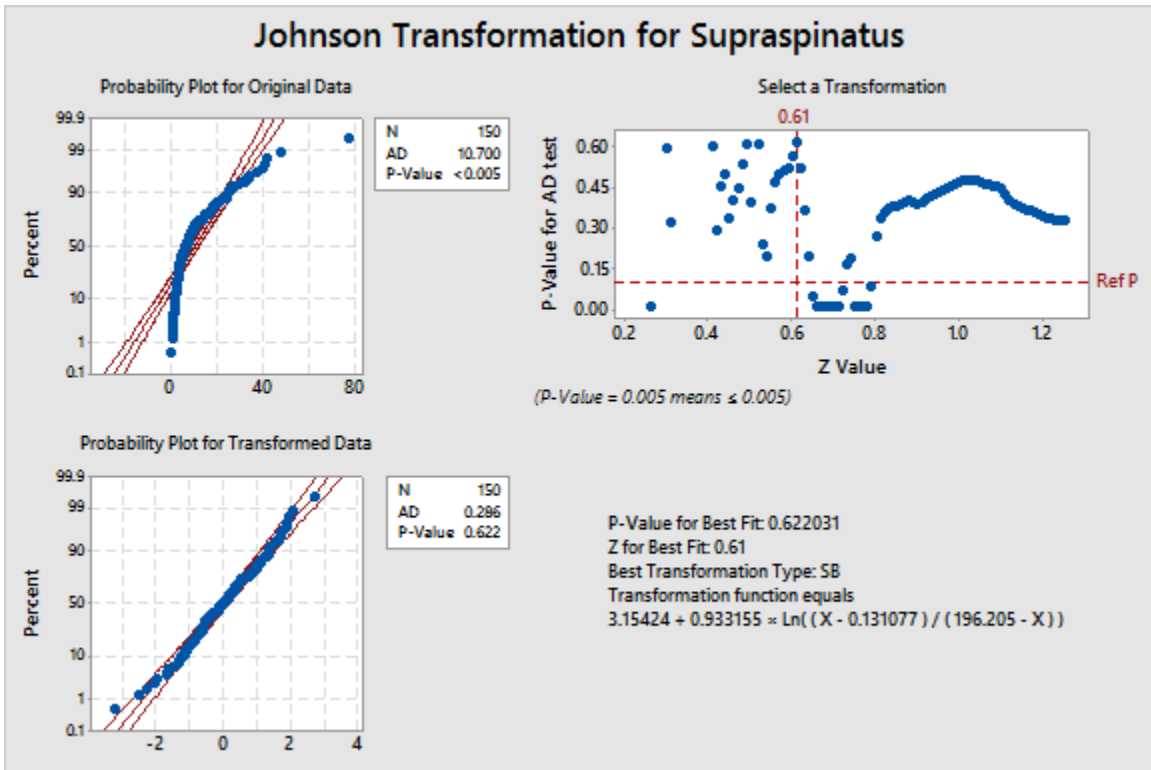 Johnson Transformation for Supraspinatus
Probability Plot for Original Data
99.9
99
90
50
10
1
0.1
Percent
0 40 80
N 150
AD 10.700
P-Value <0.005
Select a Transformation
0.61
0.60
0.45
0.30
0.15
0.00
P-Value for AD test
Ref P
0.2 0.4 0.6 0.8 1.0 1.2
Z Value
(P-Value = 0.005 means ≤ 0.005)
Probability Plot for Transformed Data
99.9
99
90
50
10
1
0.1
Percent
-2 0 2 4
N 150
AD 0.286
P-Value 0.622
P-Value for Best Fit: 0.622031
Z for Best Fit: 0.61
Best Transformation Type: SB
Transformation function equals
3.15424 + 0.933155 × Ln( ( X - 0.131077 ) / ( 196.205 - X ) )